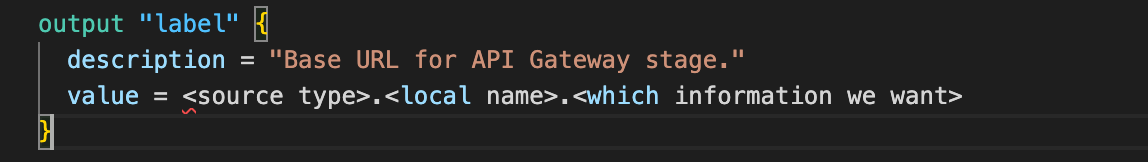 output "label" {
description = "Base URL for API Gateway stage."
value = <source type>.<local name>.<which information we want>
}